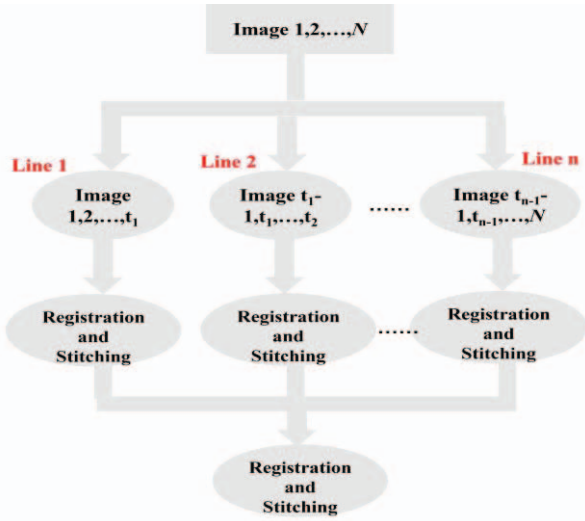 Image 1,2,…,N
Line 1
Line 2
Line n
Image
1,2,…,t₁
Image t₁-
1,t₁,…,t₂
……
Image tₙ₋₁-
1,tₙ₋₁,…,N
Registration
and
Stitching
Registration
and
Stitching
……
Registration
and
Stitching
Registration
and
Stitching